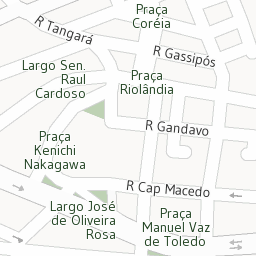 Praça
Coréia
R Tangará
R Gassipós
Largo Sen.
Raul
Cardoso
Praça
Riolândia
R Gandavo
Praça
Kenichi
Nakagawa
R Cap Macedo
Largo José
de Oliveira
Rosa
Praça
Manuel Vaz
de Toledo